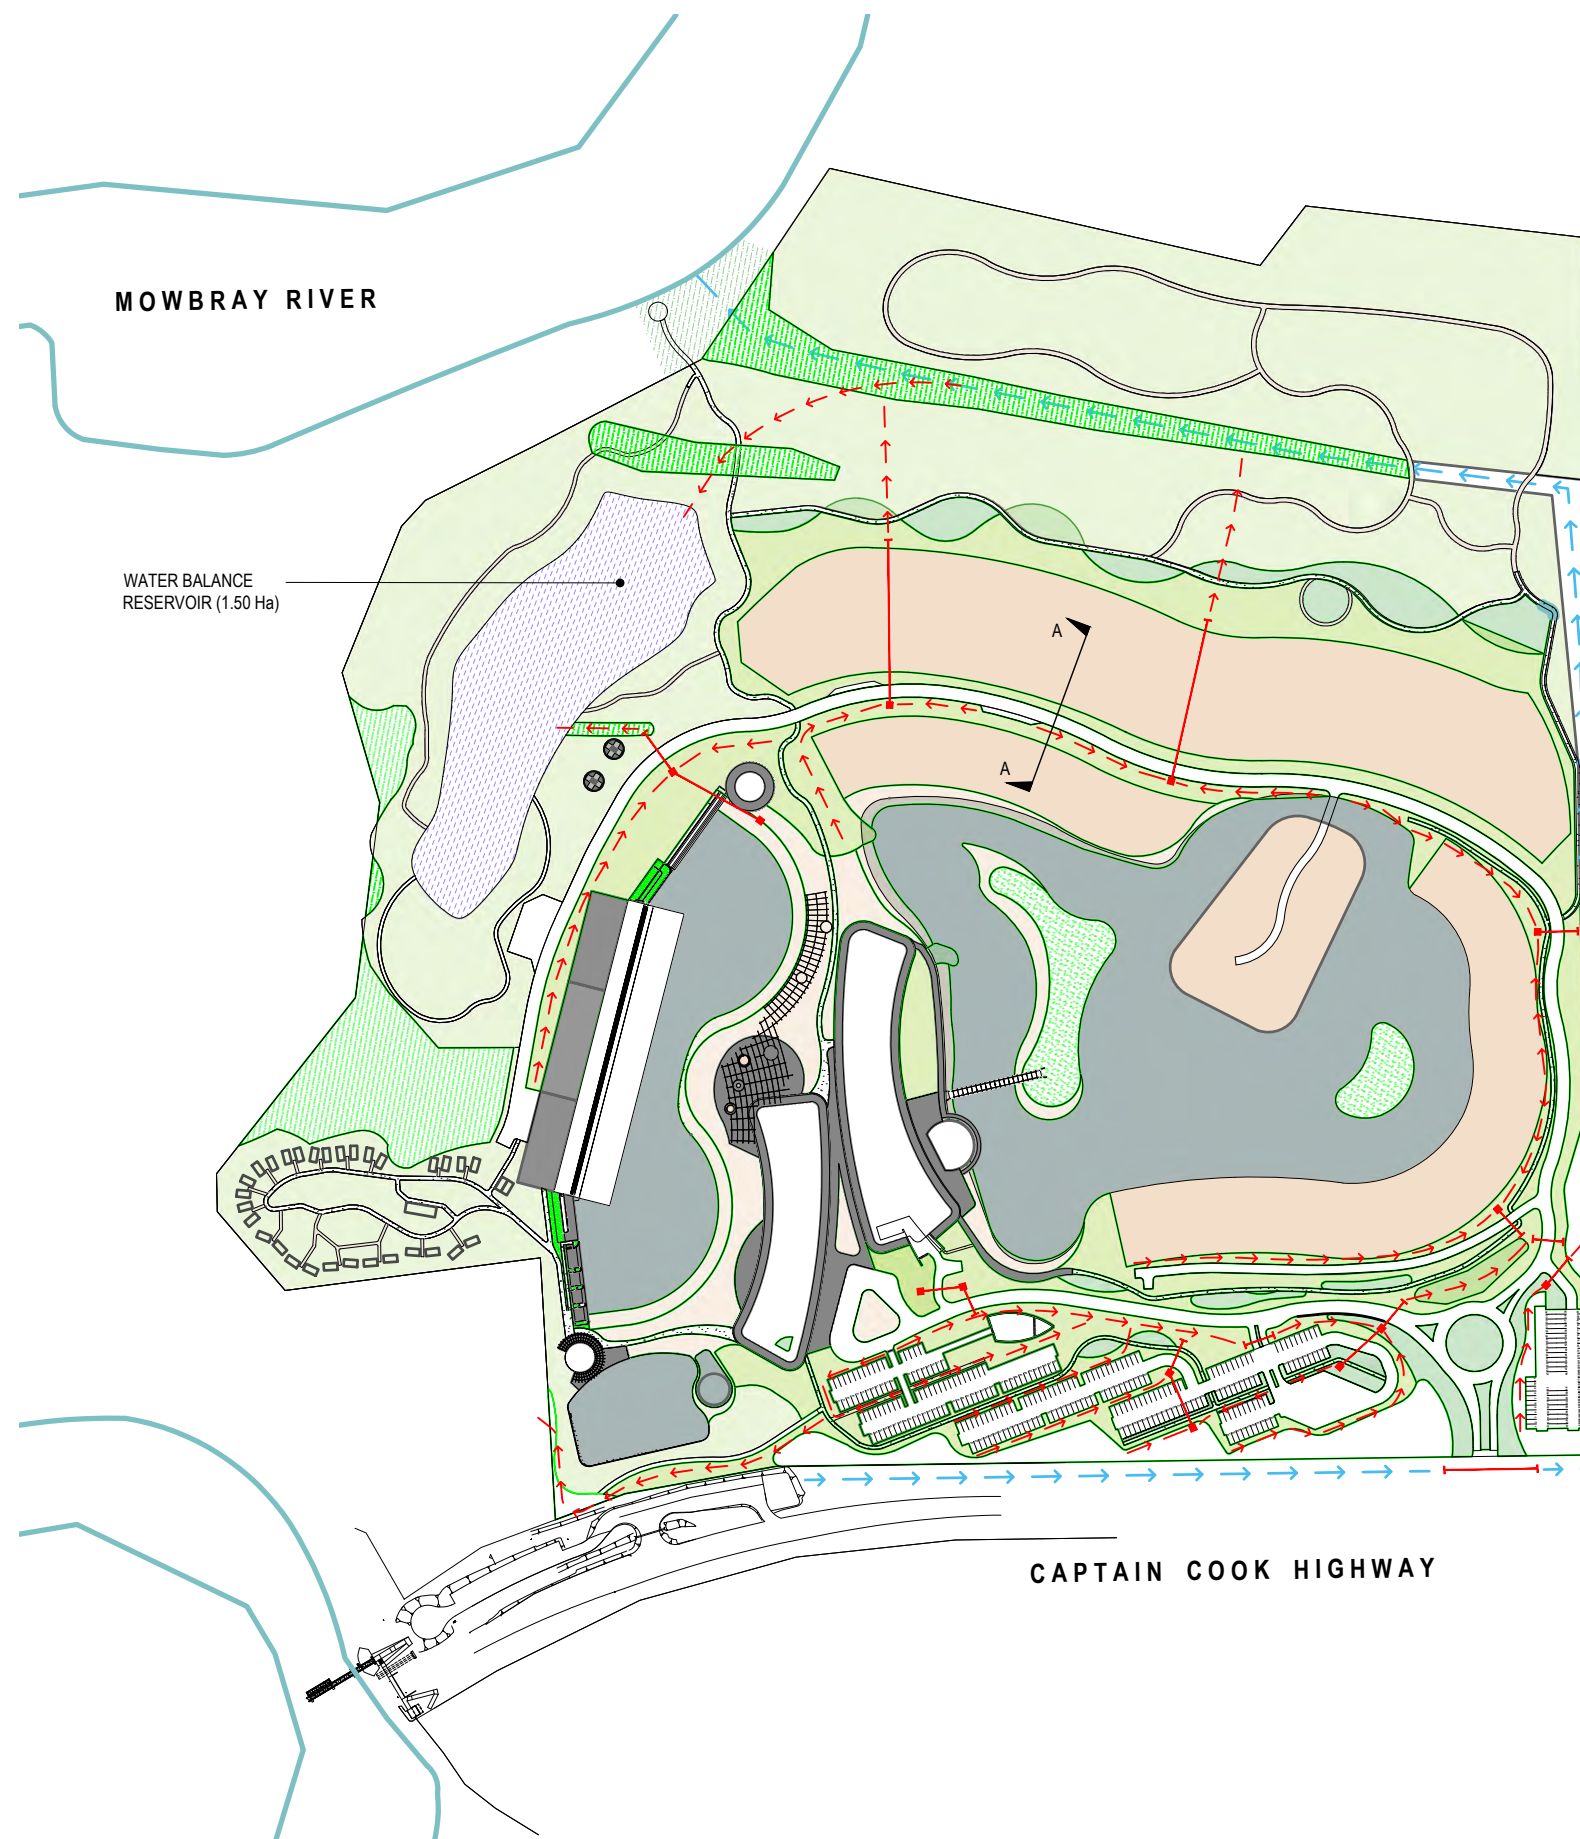 MOWBRAY RIVER
WATER BALANCE
RESERVOIR (1.50 Ha)
A
A
CAPTAIN COOK HIGHWAY